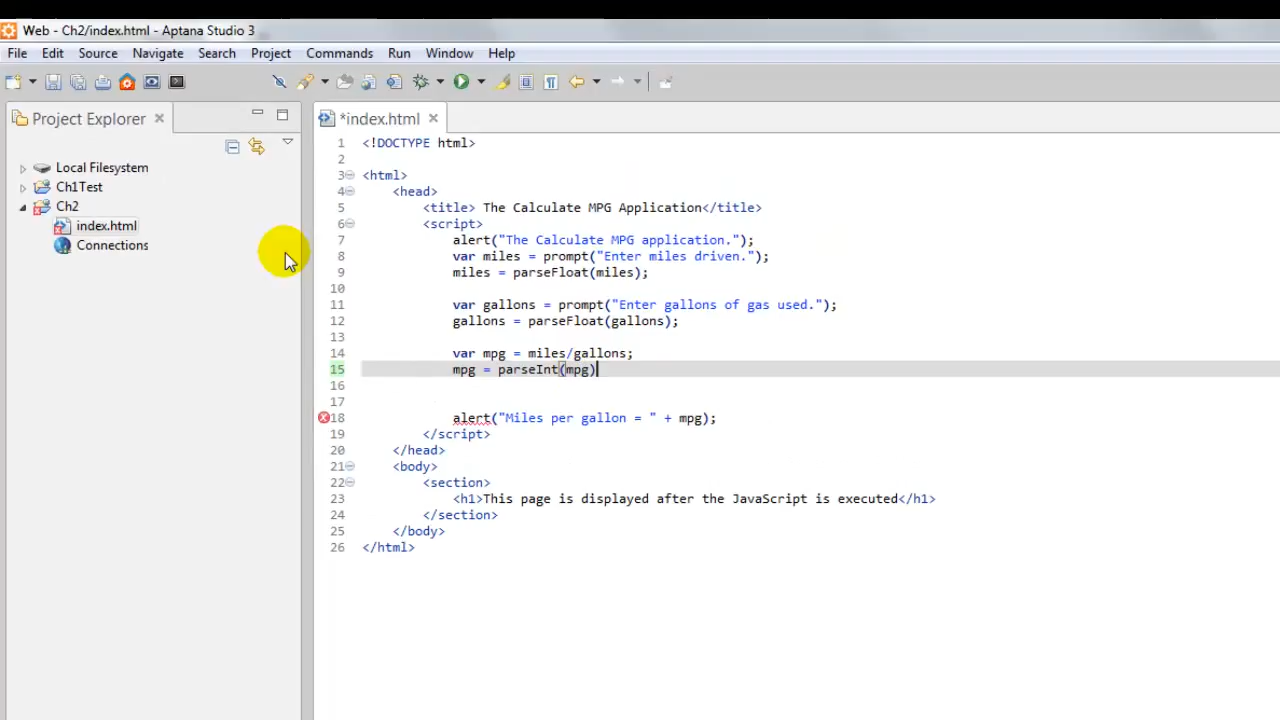 Web - Ch2/index.html - Aptana Studio 3
File Edit Source Navigate Search Project Commands Run Window Help
Project Explorer
*index.html
Local Filesystem
Ch1Test
Ch2
index.html
Connections
1 <!DOCTYPE html>
2
3 <html>
4 <head>
5 <title> The Calculate MPG Application</title>
6 <script>
7 alert("The Calculate MPG application.");
8 var miles = prompt("Enter miles driven.");
9 miles = parseFloat(miles);
10
11 var gallons = prompt("Enter gallons of gas used.");
12 gallons = parseFloat(gallons);
13
14 var mpg = miles/gallons;
15 mpg = parseInt(mpg)
16
17
18 alert("Miles per gallon = " + mpg);
19 </script>
20 </head>
21 <body>
22 <section>
23 <h1>This page is displayed after the JavaScript is executed</h1>
24 </section>
25 </body>
26 </html>